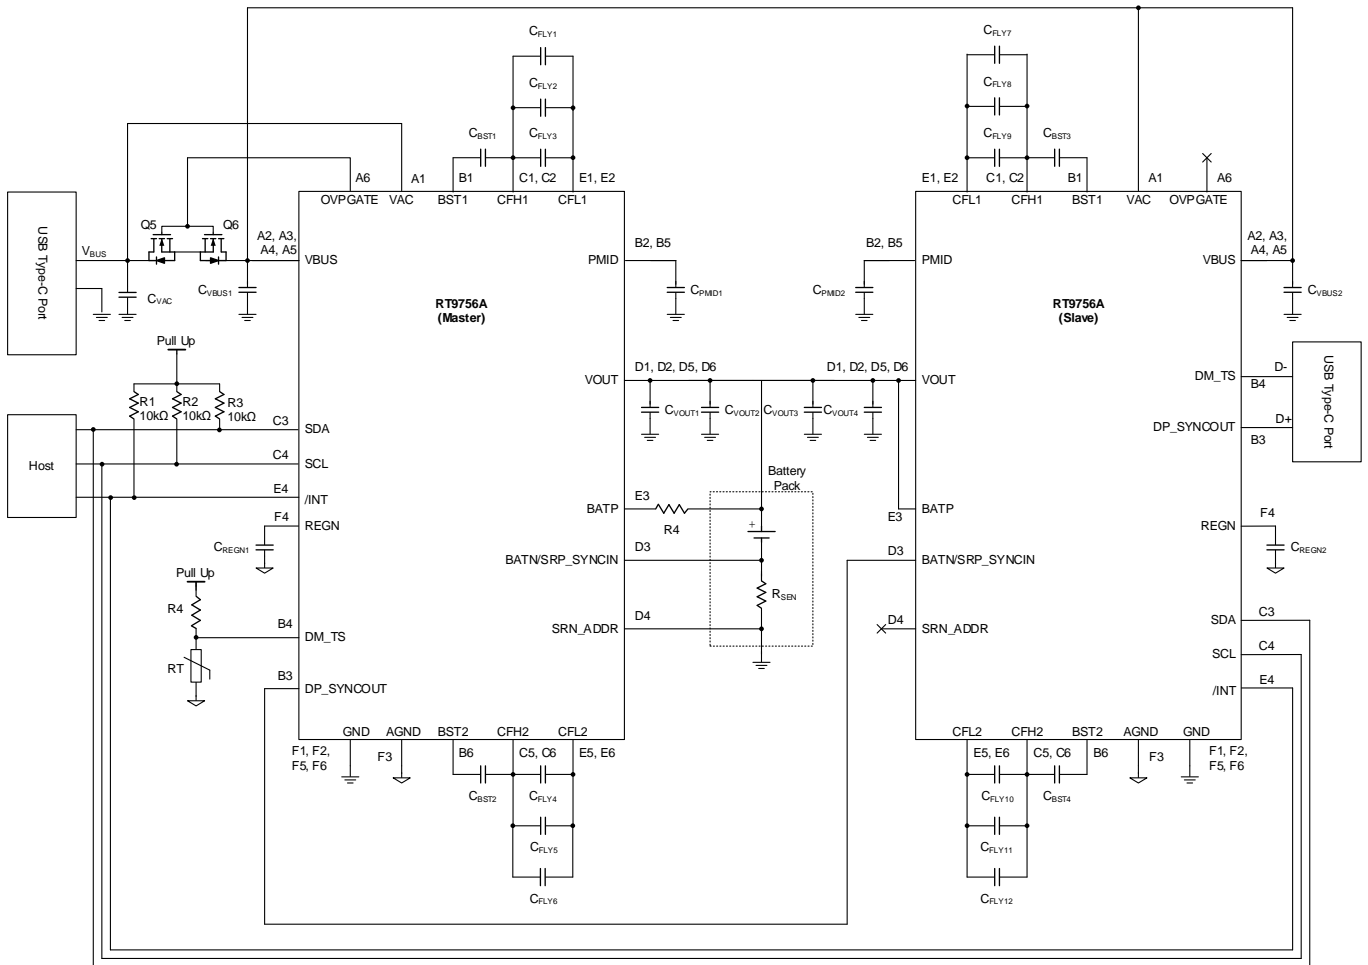 CFLY1
CFLY7
CFLY2
CFLY8
CBST1
CFLY3
CFLY9
CBST3
A6
A1
B1
C1, C2
E1, E2
E1, E2
C1, C2
B1
A1
A6
OVPGATE
VAC
BST1
CFH1
CFL1
CFL1
CFH1
BST1
VAC
OVPGATE
USB Type-C Port
Q5
Q6
VBUS
A2, A3,
A4, A5
VBUS
B2, B5
PMID
B2, B5
PMID
A2, A3,
A4, A5
VBUS
CVAC
CVBUS1
CPMID1
CPMID2
CVBUS2
RT9756A
(Master)
RT9756A
(Slave)
Pull Up
R1
10kΩ
R2
10kΩ
R3
10kΩ
VOUT
D1, D2, D5, D6
D1, D2, D5, D6
VOUT
CVOUT1
CVOUT2
CVOUT3
CVOUT4
DM_TS
D-
B4
DP_SYNCOUT
D+
B3
USB Type-C Port
Host
C3
SDA
C4
SCL
E4
/INT
F4
REGN
CREGN1
Battery
Pack
BATP
E3
R4
+
E3
BATP
REGN
F4
CREGN2
BATN/SRP_SYNCIN
D3
D3
BATN/SRP_SYNCIN
RSEN
SRN_ADDR
D4
D4
SRN_ADDR
SDA
C3
SCL
C4
/INT
E4
Pull Up
R4
B4
DM_TS
RT
B3
DP_SYNCOUT
GND
AGND
BST2
CFH2
CFL2
CFL2
CFH2
BST2
AGND
GND
F1, F2,
F5, F6
F3
B6
C5, C6
E5, E6
E5, E6
C5, C6
B6
F3
F1, F2,
F5, F6
CBST2
CFLY4
CFLY10
CBST4
CFLY5
CFLY11
CFLY6
CFLY12